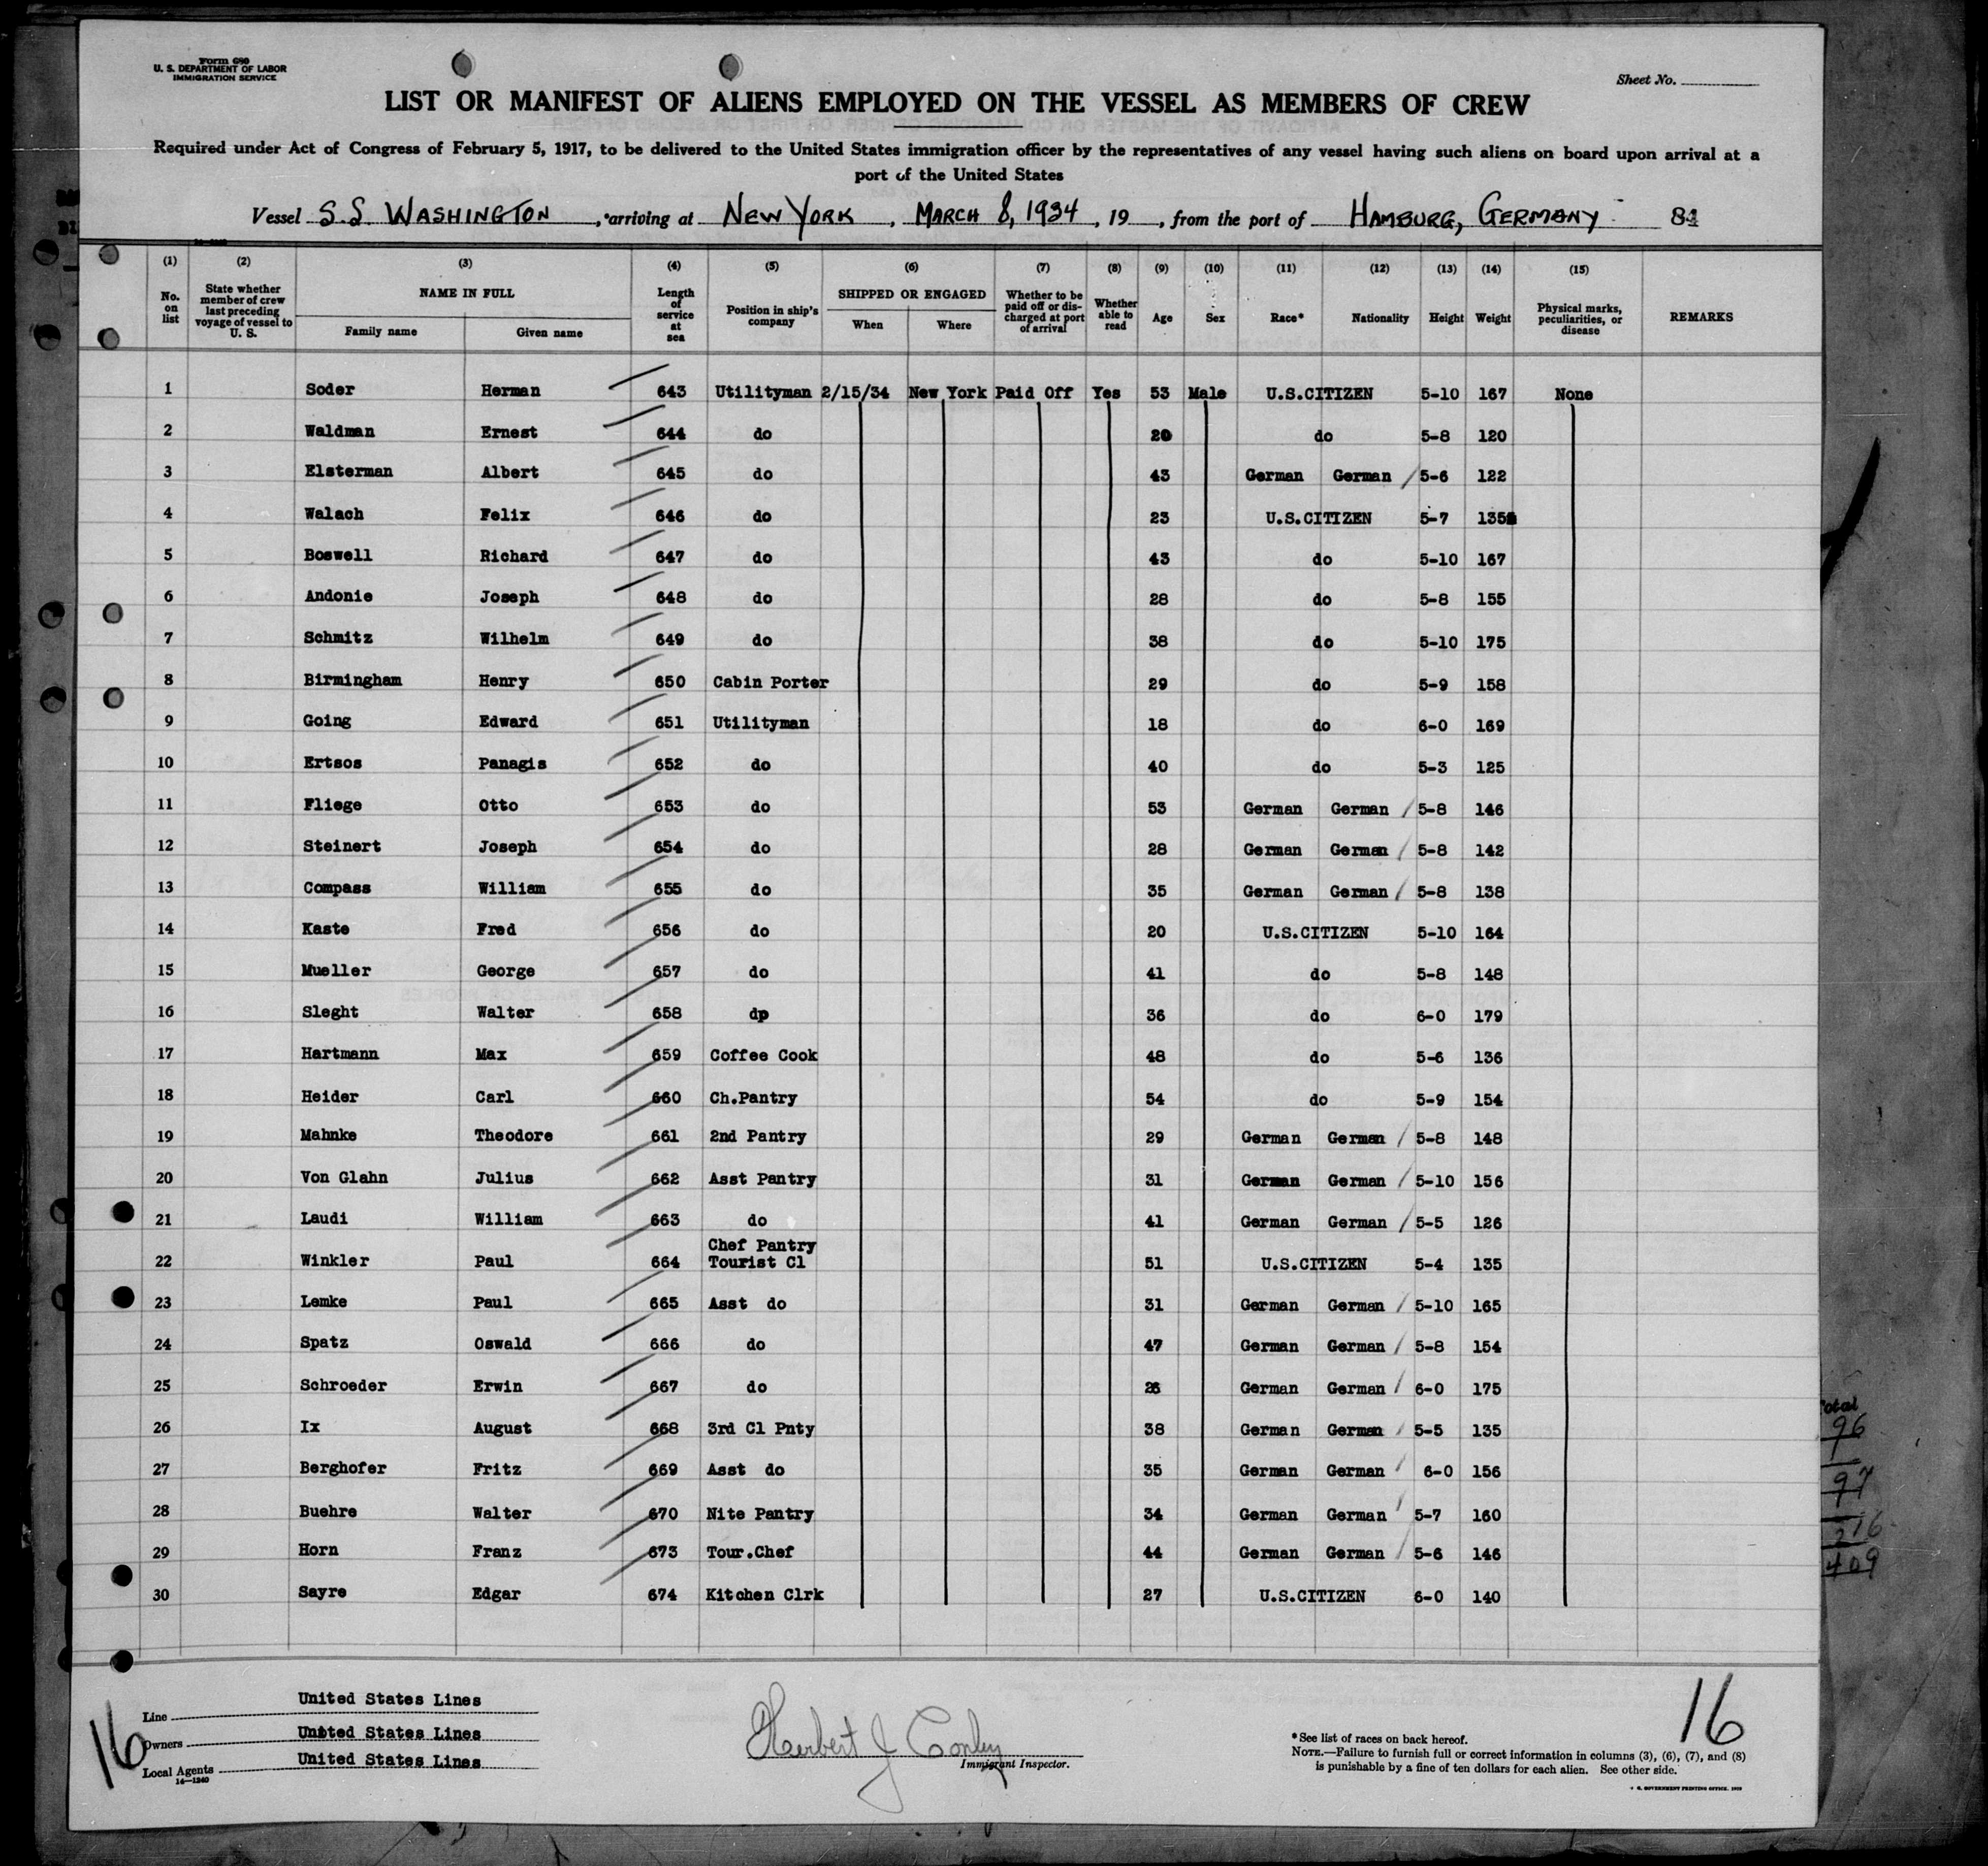 Form 680
U. S. DEPARTMENT OF LABOR
IMMIGRATION SERVICE
Sheet No.
LIST OR MANIFEST OF ALIENS EMPLOYED ON THE VESSEL AS MEMBERS OF CREW
Required under Act of Congress of February 5, 1917, to be delivered to the United States immigration officer by the representatives of any vessel having such aliens on board upon arrival at a
port of the United States
Vessel S.S. WASHINGTON, arriving at NEW YORK, MARCH 8, 1934, 19 , from the port of HAMBURG, GERMANY
(1) (2) (3) (4) (5) (6) (7) (8) (9) (10) (11) (12) (13) (14) (15)
No. on list State whether member of crew last preceding voyage of vessel to U. S. NAME IN FULL Family name Given name Length of service at sea Position in ship's company SHIPPED OR ENGAGED When Where Whether to be paid off or discharged at port of arrival Whether able to read Age Sex Race* Nationality Height Weight Physical marks, peculiarities, or disease REMARKS
1 Soder Herman 643 Utilityman 2/15/34 New York Paid Off Yes 53 Male U.S.CITIZEN 5-10 167 None
2 Waldman Ernest 644 do 20 do 5-8 120
3 Elsterman Albert 645 do 43 German German 5-6 122
4 Walach Felix 646 do 23 U.S.CITIZEN 5-7 135
5 Boswell Richard 647 do 43 do 5-10 167
6 Andonie Joseph 648 do 28 do 5-8 155
7 Schmitz Wilhelm 649 do 38 do 5-10 175
8 Birmingham Henry 650 Cabin Porter 29 do 5-9 158
9 Going Edward 651 Utilityman 18 do 6-0 169
10 Ertsos Panagis 652 do 40 do 5-3 125
11 Fliege Otto 653 do 53 German German 5-8 146
12 Steinert Joseph 654 do 28 German German 5-8 142
13 Compass William 655 do 35 German German 5-8 138
14 Kaste Fred 656 do 20 U.S.CITIZEN 5-10 164
15 Mueller George 657 do 41 do 5-8 148
16 Sleght Walter 658 dp 36 do 6-0 179
17 Hartmann Max 659 Coffee Cook 48 do 5-6 136
18 Heider Carl 660 Ch.Pantry 54 do 5-9 154
19 Mahnke Theodore 661 2nd Pantry 29 German German 5-8 148
20 Von Glahn Julius 662 Asst Pantry 31 German German 5-10 156
21 Laudi William 663 do 41 German German 5-5 126
22 Winkler Paul 664 Chef Pantry Tourist Cl 51 U.S.CITIZEN 5-4 135
23 Lemke Paul 665 Asst do 31 German German 5-10 165
24 Spatz Oswald 666 do 47 German German 5-8 154
25 Schroeder Erwin 667 do 26 German German 6-0 175
26 Ix August 668 3rd Cl Pnty 38 German German 5-5 135
27 Berghofer Fritz 669 Asst do 35 German German 6-0 156
28 Buehre Walter 670 Nite Pantry 34 German German 5-7 160
29 Horn Franz 673 Tour.Chef 44 German German 5-6 146
30 Sayre Edgar 674 Kitchen Clrk 27 U.S.CITIZEN 6-0 140
96
97
216
409
16
Line United States Lines
Owners United States Lines
Local Agents United States Lines
14-1240
Herbert J Conley
Immigrant Inspector.
16
*See list of races on back hereof.
NOTE.—Failure to furnish full or correct information in columns (3), (6), (7), and (8)
is punishable by a fine of ten dollars for each alien. See other side.